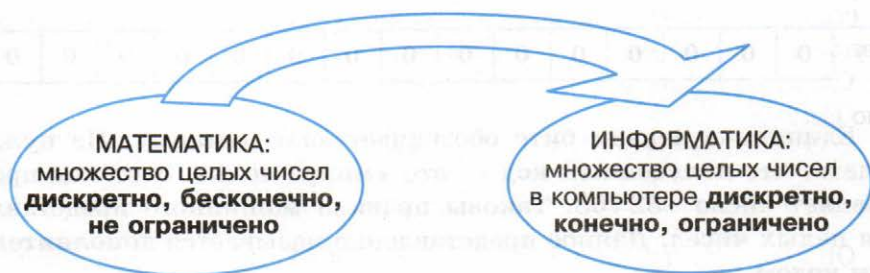 МАТЕМАТИКА:
множество целых чисел
дискретно, бесконечно,
не ограничено
ИНФОРМАТИКА:
множество целых чисел
в компьютере дискретно,
конечно, ограничено